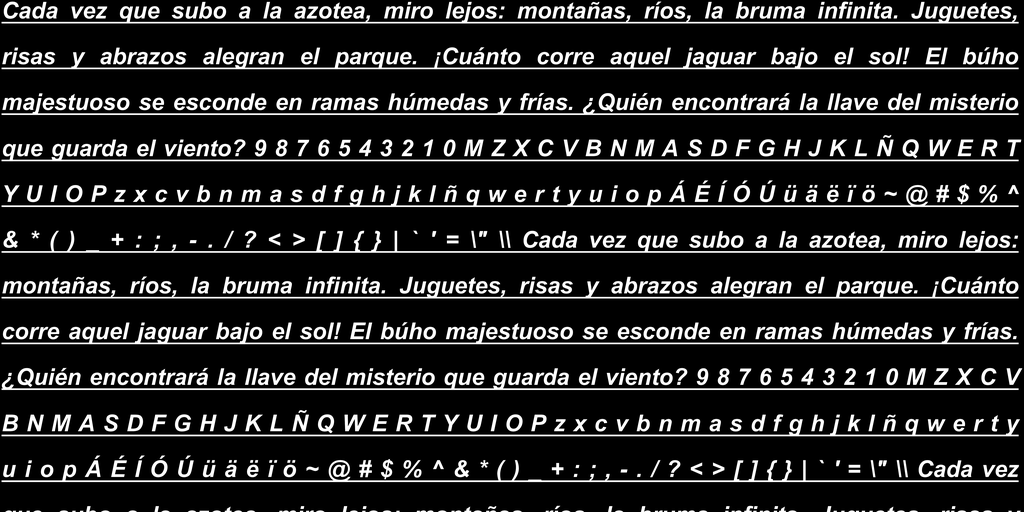 Cada vez que subo a la azotea, miro lejos: montañas, ríos, la bruma infinita. Juguetes,
risas y abrazos alegran el parque. ¡Cuánto corre aquel jaguar bajo el sol! El búho
majestuoso se esconde en ramas húmedas y frías. ¿Quién encontrará la llave del misterio
que guarda el viento? 9 8 7 6 5 4 3 2 1 0 M Z X C V B N M A S D F G H J K L Ñ Q W E R T
Y U I O P z x c v b n m a s d f g h j k l ñ q w e r t y u i o p Á É Í Ó Ú ü ä ë ï ö ~ @ # $ % ^
& * ( ) _ + : ; , - . / ? < > [ ] { } | ` ' = \" \\ Cada vez que subo a la azotea, miro lejos:
montañas, ríos, la bruma infinita. Juguetes, risas y abrazos alegran el parque. ¡Cuánto
corre aquel jaguar bajo el sol! El búho majestuoso se esconde en ramas húmedas y frías.
¿Quién encontrará la llave del misterio que guarda el viento? 9 8 7 6 5 4 3 2 1 0 M Z X C V
B N M A S D F G H J K L Ñ Q W E R T Y U I O P z x c v b n m a s d f g h j k l ñ q w e r t y
u i o p Á É Í Ó Ú ü ä ë ï ö ~ @ # $ % ^ & * ( ) _ + : ; , - . / ? < > [ ] { } | ` ' = \" \\ Cada vez